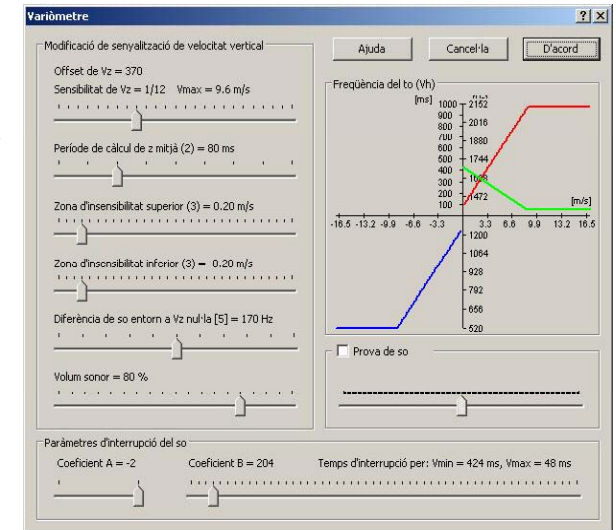 Variòmetre
Modificació de senyalització de velocitat vertical
Offset de Vz = 370
Sensibilitat de Vz = 1/12 Vmax = 9.6 m/s
Període de càlcul de z mitjà (2) = 80 ms
Zona d'insensibilitat superior (3) = 0.20 m/s
Zona d'insensibilitat inferior (3) = 0.20 m/s
Diferència de so entorn a Vz nul·la [5] = 170 Hz
Volum sonor = 80 %
Ajuda Cancel·la D'acord
Freqüència del to (Vh)
[ms]
1000 2152
900
800 2016
700 1880
600
500 1744
400
300
200 1472
100
[m/s]
-16.5 -13.2 -9.9 -6.6 -3.3 3.3 6.6 9.9 13.2 16.5
1200
1064
928
792
656
520
Prova de so
Paràmetres d'interrupció del so
Coeficient A = -2 Coeficient B = 204 Temps d'interrupció per: Vmin = 424 ms, Vmax = 48 ms